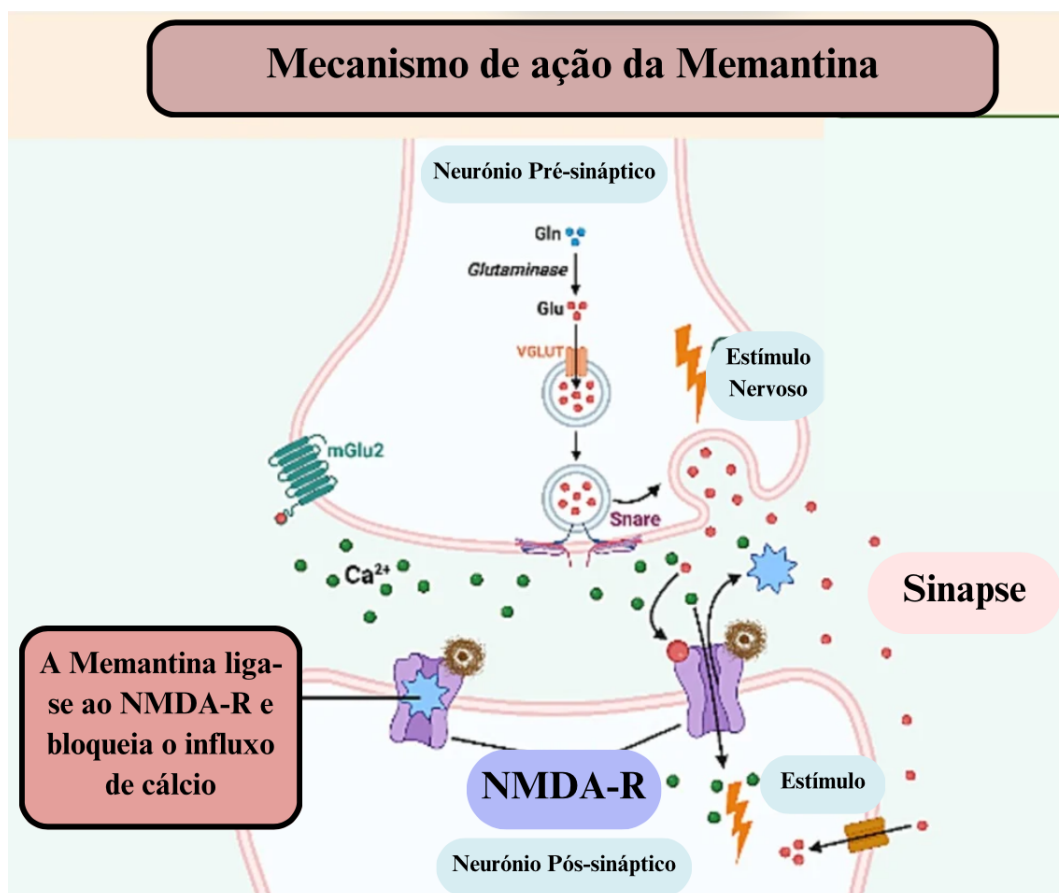 Mecanismo de ação da Memantina
Neurónio Pré-sináptico
Gln
Glutaminase
Glu
VGLUT
Estímulo
Nervoso
mGlu2
Snare
Ca²⁺
Sinapse
A Memantina liga-
se ao NMDA-R e
bloqueia o influxo
de cálcio
NMDA-R
Estímulo
Neurónio Pós-sináptico